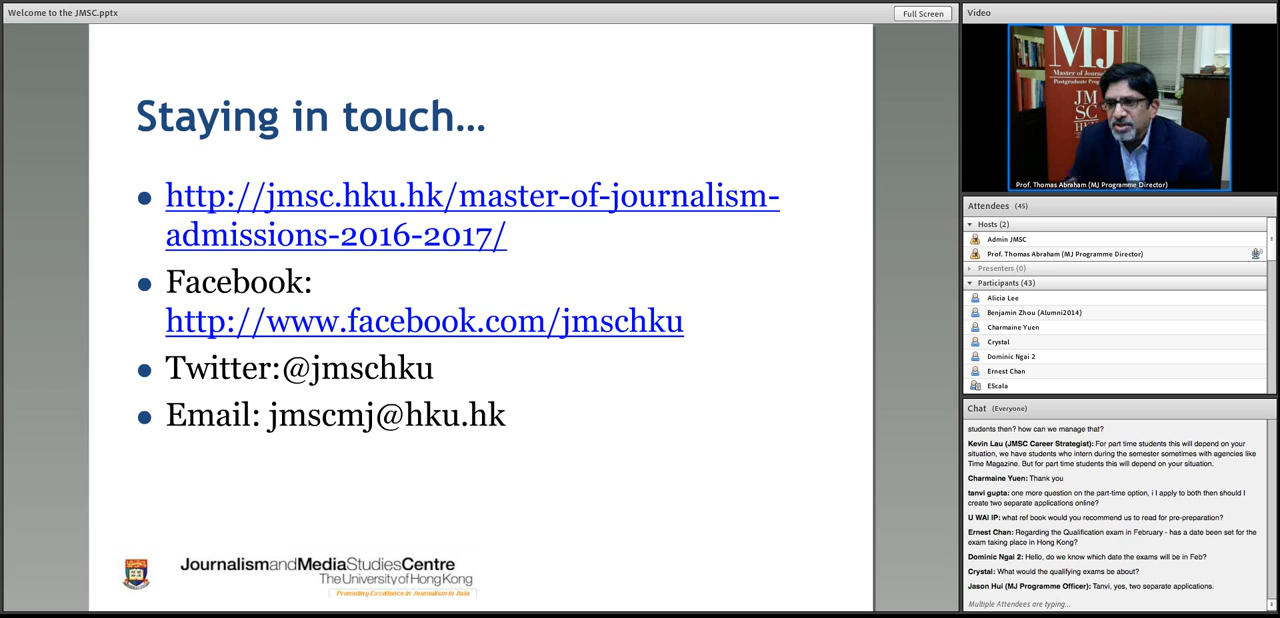 Welcome to the JMSC.pptx
Full Screen
Staying in touch...
http://jmsc.hku.hk/master-of-journalism-
admissions-2016-2017/
Facebook:
http://www.facebook.com/jmschku
Twitter:@jmschku
Email: jmscmj@hku.hk
JournalismandMediaStudiesCentre
The University of Hong Kong
Promoting Excellence in Journalism in Asia
Video
MJ
Master of Journa
Postgraduate Prog
JM
SC
HK
Prof. Thomas Abraham (MJ Programme Director)
Attendees (45)
Hosts (2)
Admin JMSC
Prof. Thomas Abraham (MJ Programme Director)
Presenters (0)
Participants (43)
Alicia Lee
Benjamin Zhou (Alumni2014)
Charmaine Yuen
Crystal
Dominic Ngai 2
Ernest Chan
EScala
Chat (Everyone)
students then? how can we manage that?
Kevin Lau (JMSC Career Strategist): For part time students this will depend on your
situation, we have students who intern during the semester sometimes with agencies like
Time Magazine. But for part time students this will depend on your situation.
Charmaine Yuen: Thank you
tanvi gupta: one more question on the part-time option, i I apply to both then should I
create two separate applications online?
U WAI IP: what ref book would you recommend us to read for pre-preparation?
Ernest Chan: Regarding the Qualification exam in February - has a date been set for the
exam taking place in Hong Kong?
Dominic Ngai 2: Hello, do we know which date the exams will be in Feb?
Crystal: What would the qualifying exams be about?
Jason Hui (MJ Programme Officer): Tanvi, yes, two separate applications.
Multiple Attendees are typing...